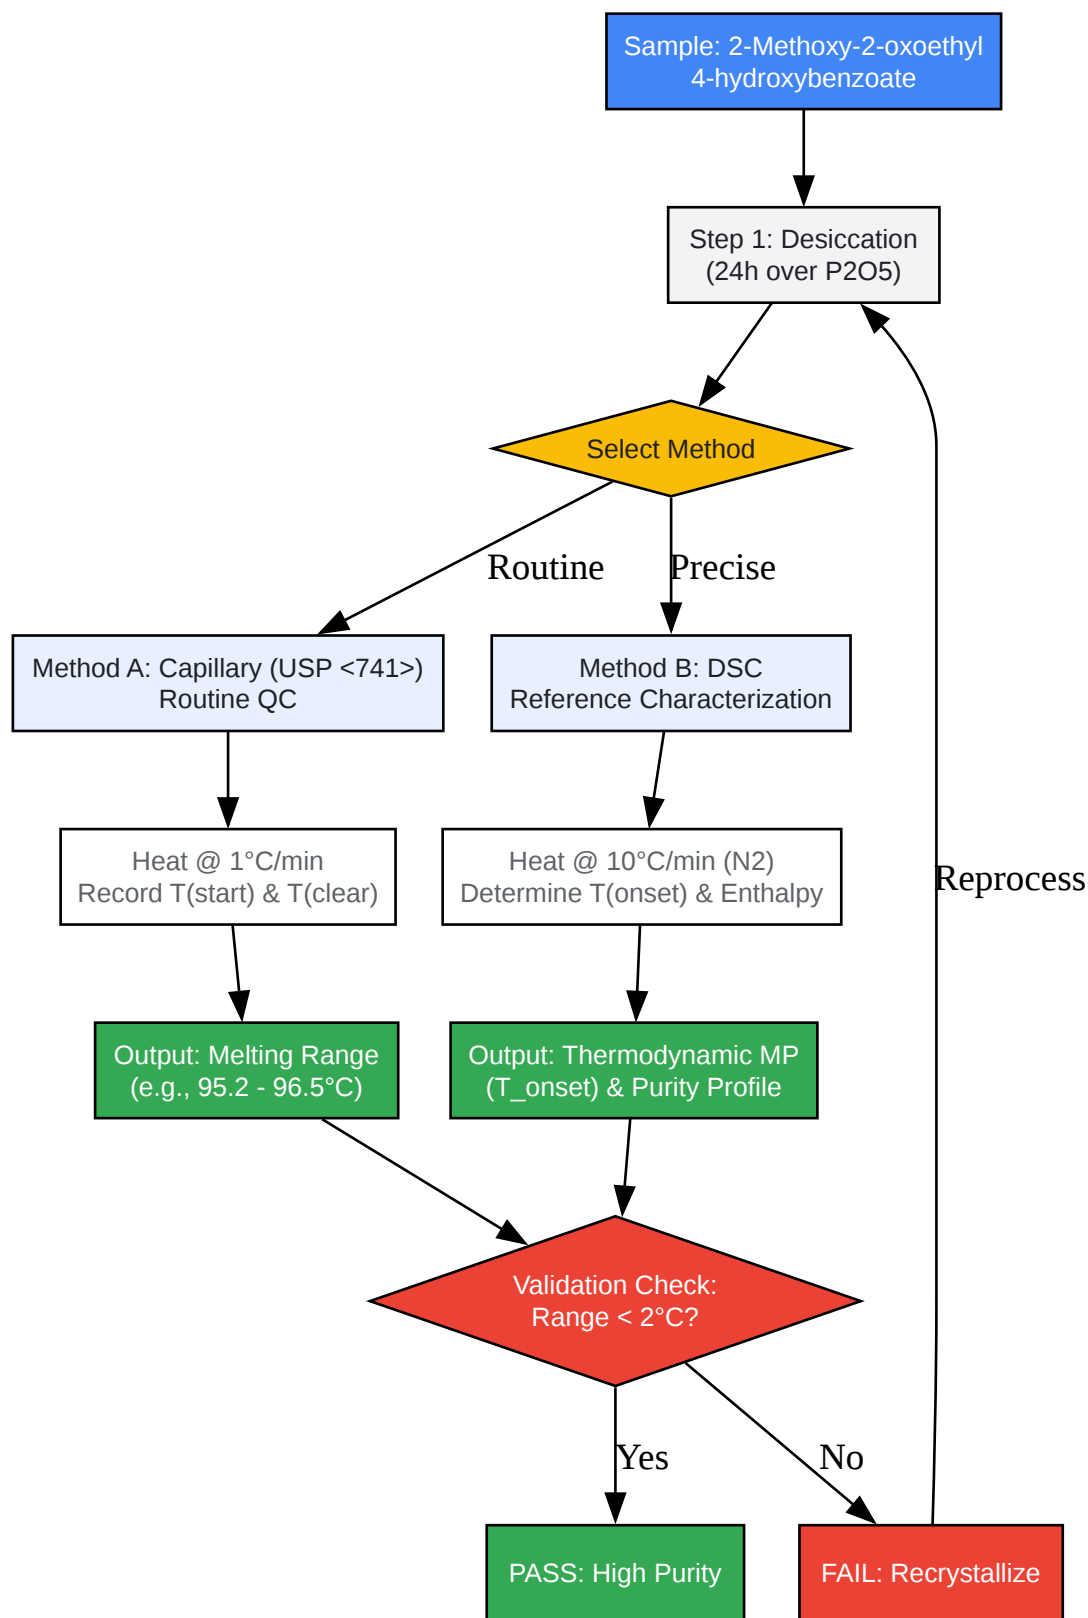 Sample: 2-Methoxy-2-oxoethyl
4-hydroxybenzoate
Step 1: Desiccation
(24h over P2O5)
Select Method
Routine
Precise
Method A: Capillary (USP <741>)
Routine QC
Method B: DSC
Reference Characterization
Heat @ 1°C/min
Record T(start) & T(clear)
Heat @ 10°C/min (N2)
Determine T(onset) & Enthalpy
Reprocess
Output: Melting Range
(e.g., 95.2 - 96.5°C)
Output: Thermodynamic MP
(T_onset) & Purity Profile
Validation Check:
Range < 2°C?
Yes
No
PASS: High Purity
FAIL: Recrystallize